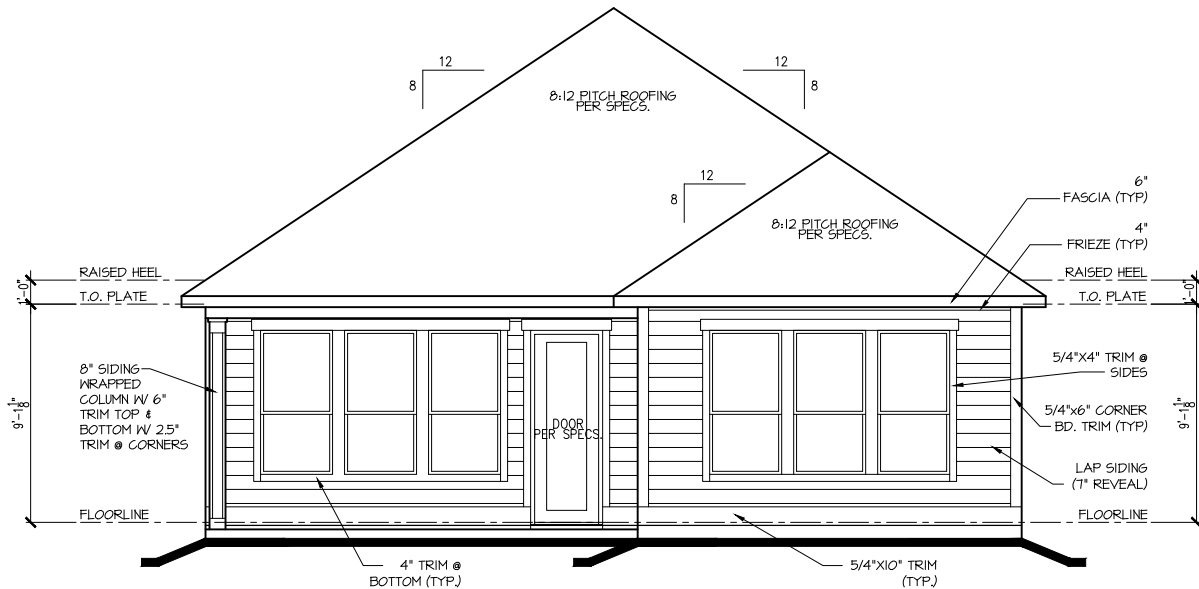 12
8
8:12 PITCH ROOFING
PER SPECS.
12
8
12
8
8:12 PITCH ROOFING
PER SPECS.
6"
FASCIA (TYP)
4"
FRIEZE (TYP)
RAISED HEEL
T.O. PLATE
1'-0"
RAISED HEEL
T.O. PLATE
1'-0"
8" SIDING
WRAPPED
COLUMN W/ 6"
TRIM TOP &
BOTTOM W/ 2.5"
TRIM @ CORNERS
9'-1 1/8"
DOOR
PER SPECS.
5/4"X4" TRIM @
SIDES
5/4"x6" CORNER
BD. TRIM (TYP)
LAP SIDING
(7" REVEAL)
9'-1 1/8"
FLOORLINE
FLOORLINE
4" TRIM @
BOTTOM (TYP.)
5/4"X10" TRIM
(TYP.)